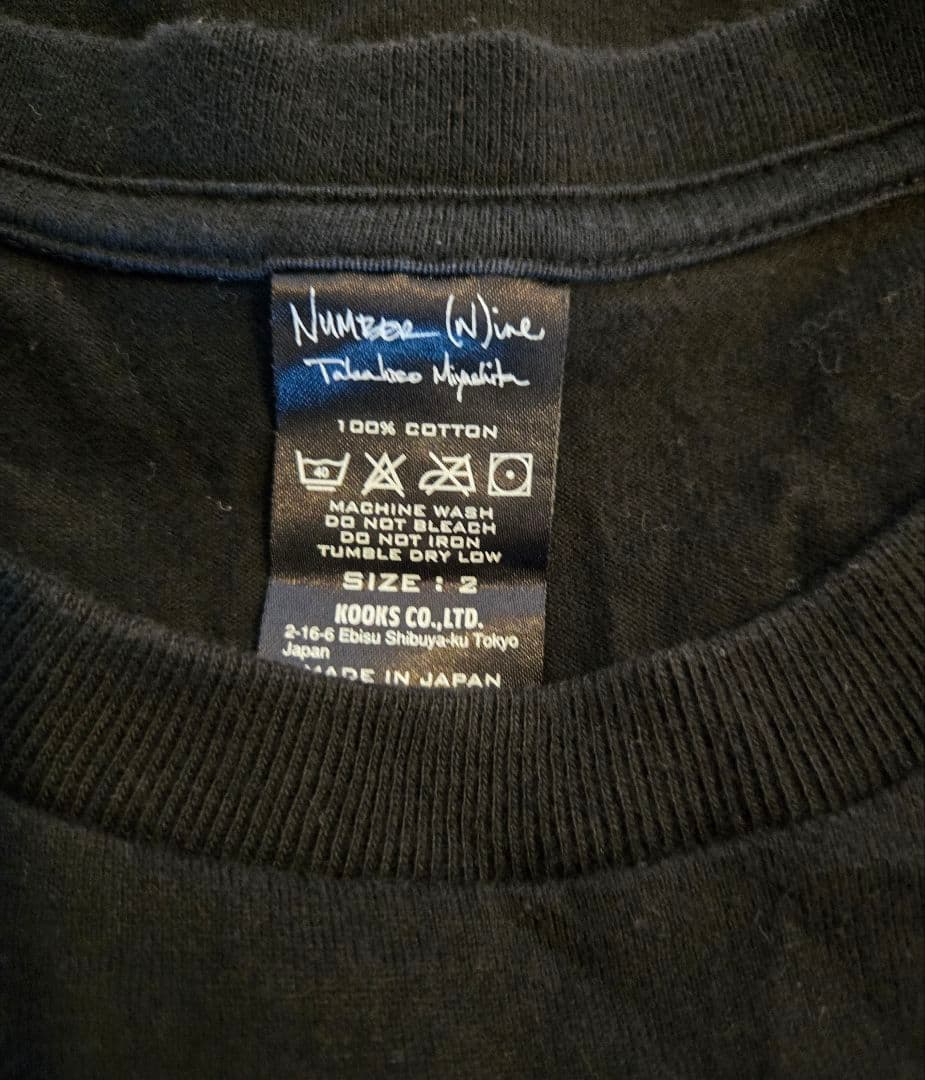 NUMBER (N)ine
Takahiro Miyashita
100% COTTON
40
MACHINE WASH
DO NOT BLEACH
DO NOT IRON
TUMBLE DRY LOW
SIZE : 2
KOOKS CO.,LTD.
2-16-6 Ebisu Shibuya-ku Tokyo
Japan
MADE IN JAPAN